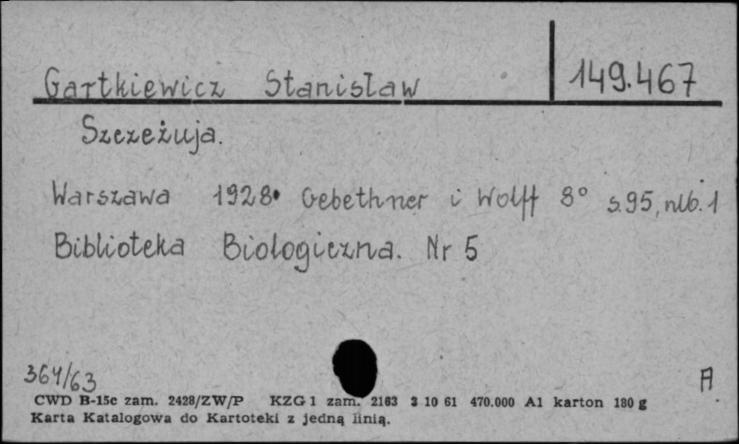 Gartkiewicz Stanisław 149.467
Szczeżuja.
Warszawa 1928. Gebethner i Wolff 8° s.95, nlb. 1
Biblioteka Biologiczna. Nr 5
364/63 A
CWD B-15c zam. 2428/ZW/P KZG 1 zam. 2163 3 10 61 470.000 A1 karton 180 g
Karta Katalogowa do Kartoteki z jedną linią.